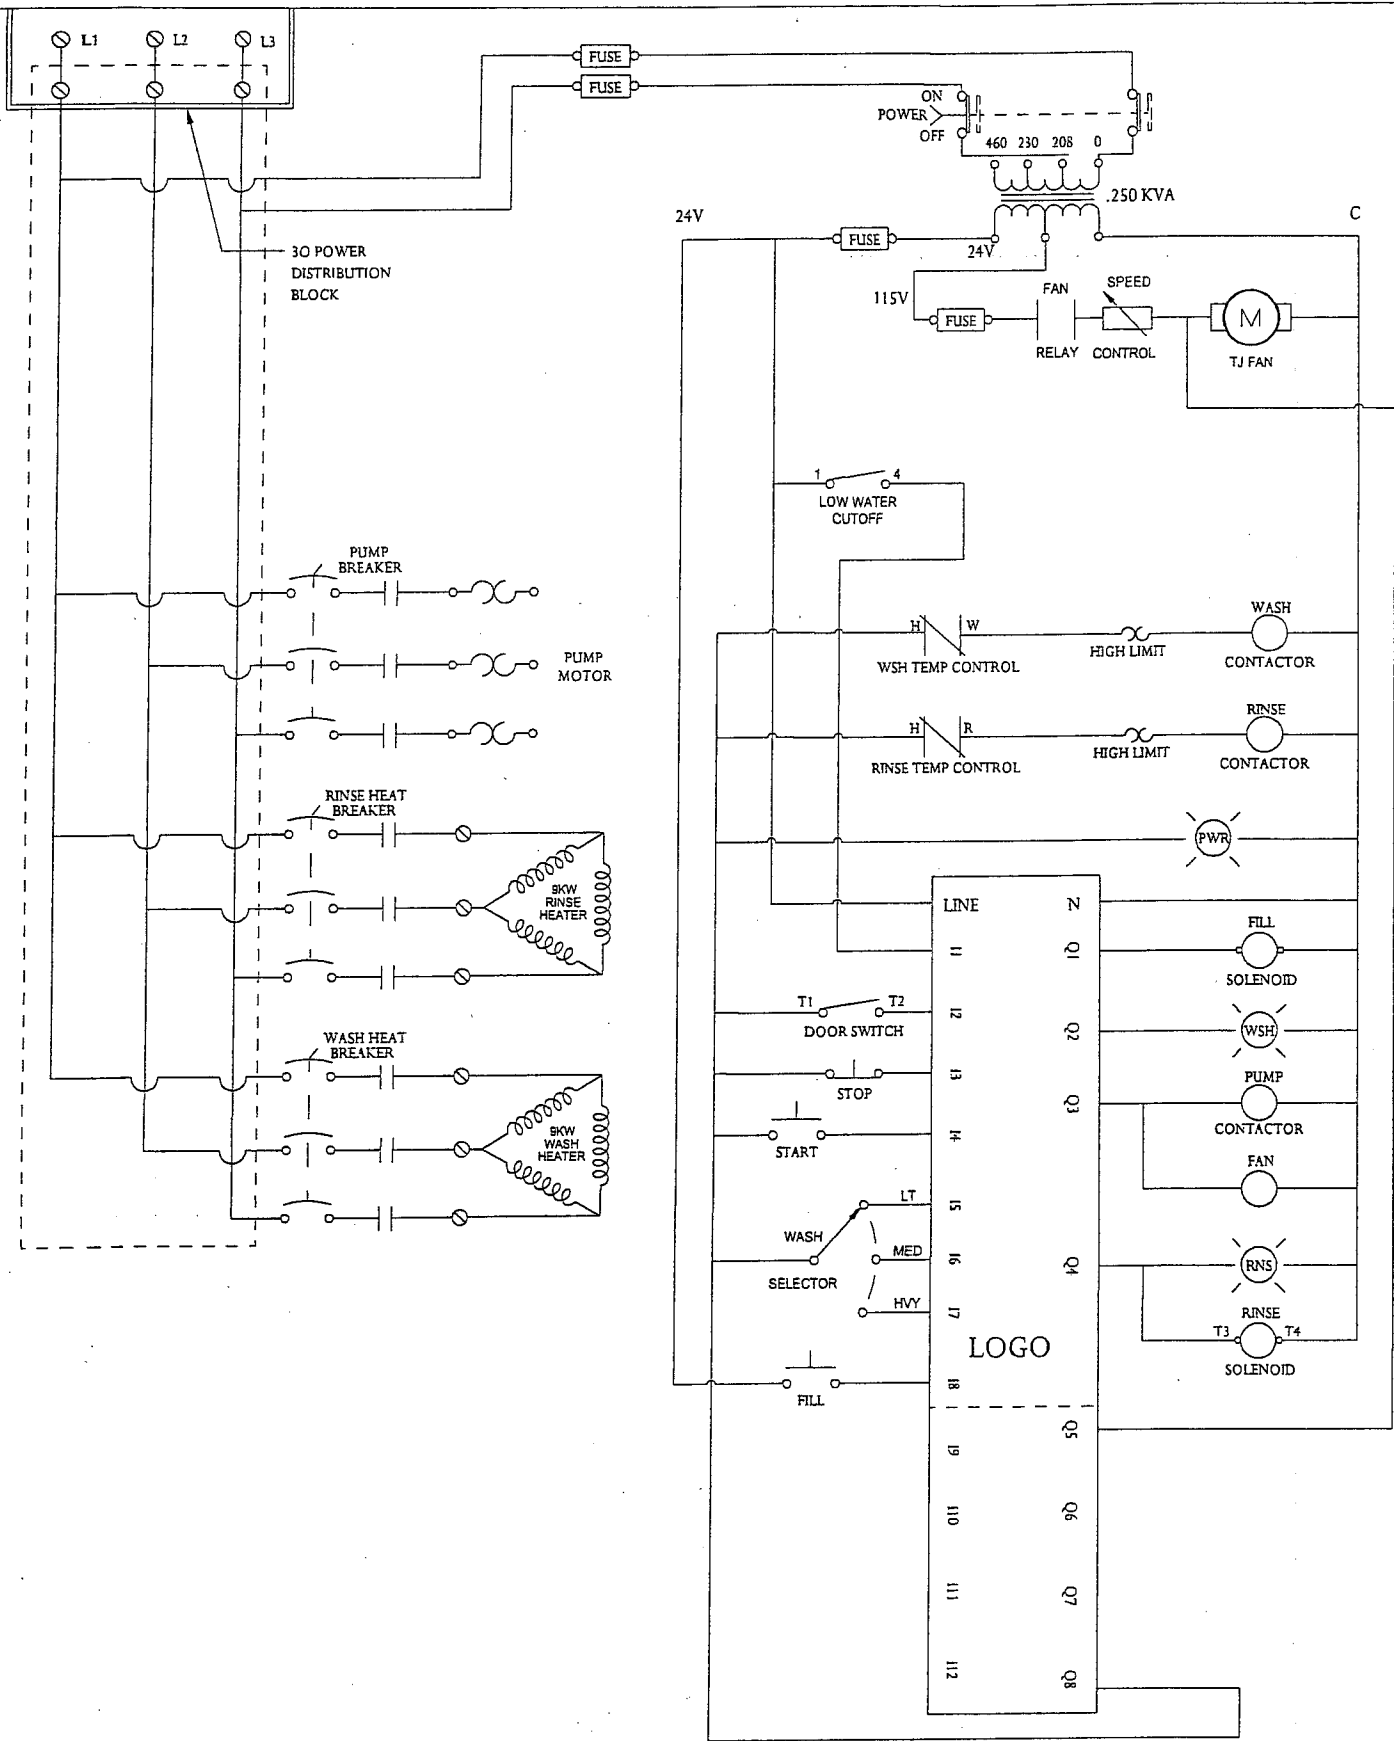 L1
L2
L3
FUSE
FUSE
ON
POWER
OFF
460 230 208 0
.250 KVA
24V
C
FUSE
24V
3O POWER
DISTRIBUTION
BLOCK
115V
FAN
SPEED
FUSE
M
RELAY
CONTROL
TJ FAN
1
4
LOW WATER
CUTOFF
PUMP
BREAKER
PUMP
MOTOR
WASH
H
W
WSH TEMP CONTROL
HIGH LIMIT
CONTACTOR
RINSE
H
R
RINSE TEMP CONTROL
HIGH LIMIT
CONTACTOR
RINSE HEAT
BREAKER
PWR
9KW
RINSE
HEATER
LINE
N
I1
Q1
FILL
SOLENOID
T1
T2
DOOR SWITCH
I2
Q2
WSH
WASH HEAT
BREAKER
9KW
WASH
HEATER
STOP
I3
Q3
PUMP
CONTACTOR
START
I4
FAN
LT
I5
WASH
SELECTOR
MED
I6
Q4
RNS
HVY
I7
RINSE
T3
T4
SOLENOID
LOGO
FILL
I8
Q5
I9
I10
Q6
I11
Q7
I12
Q8